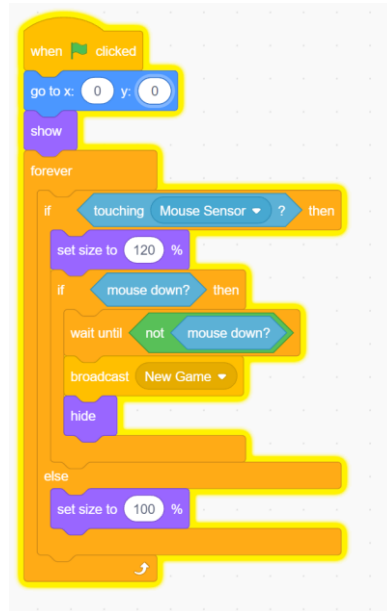 when clicked
go to x: 0 y: 0
show
forever
if touching Mouse Sensor ? then
set size to 120 %
if mouse down? then
wait until not mouse down?
broadcast New Game
hide
else
set size to 100 %